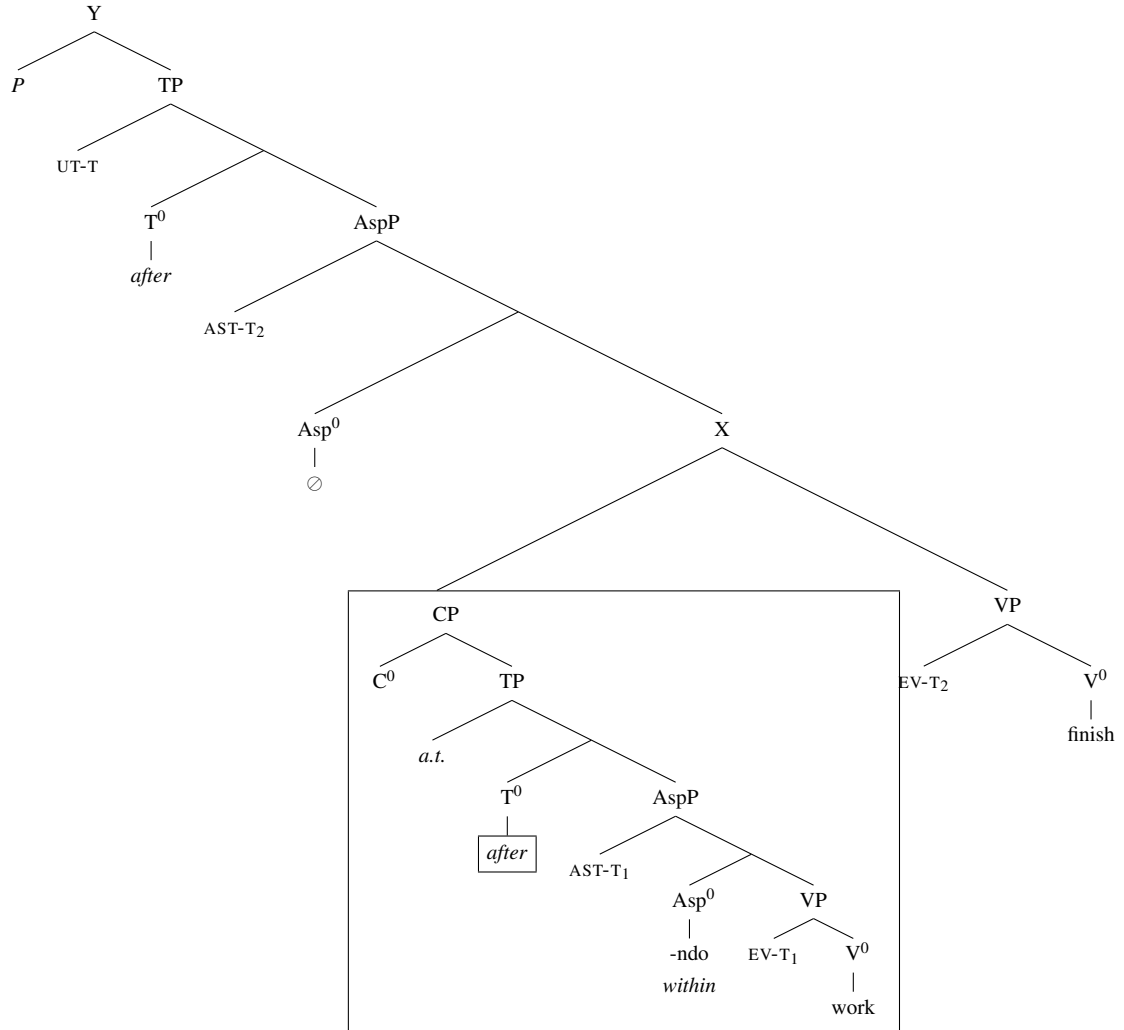 Y
P TP
UT-T
T⁰ AspP
after
AST-T₂
Asp⁰ X
∅
CP VP
C⁰ TP EV-T₂ V⁰
finish
a.t.
T⁰ AspP
after AST-T₁
Asp⁰ VP
-ndo EV-T₁ V⁰
within
work